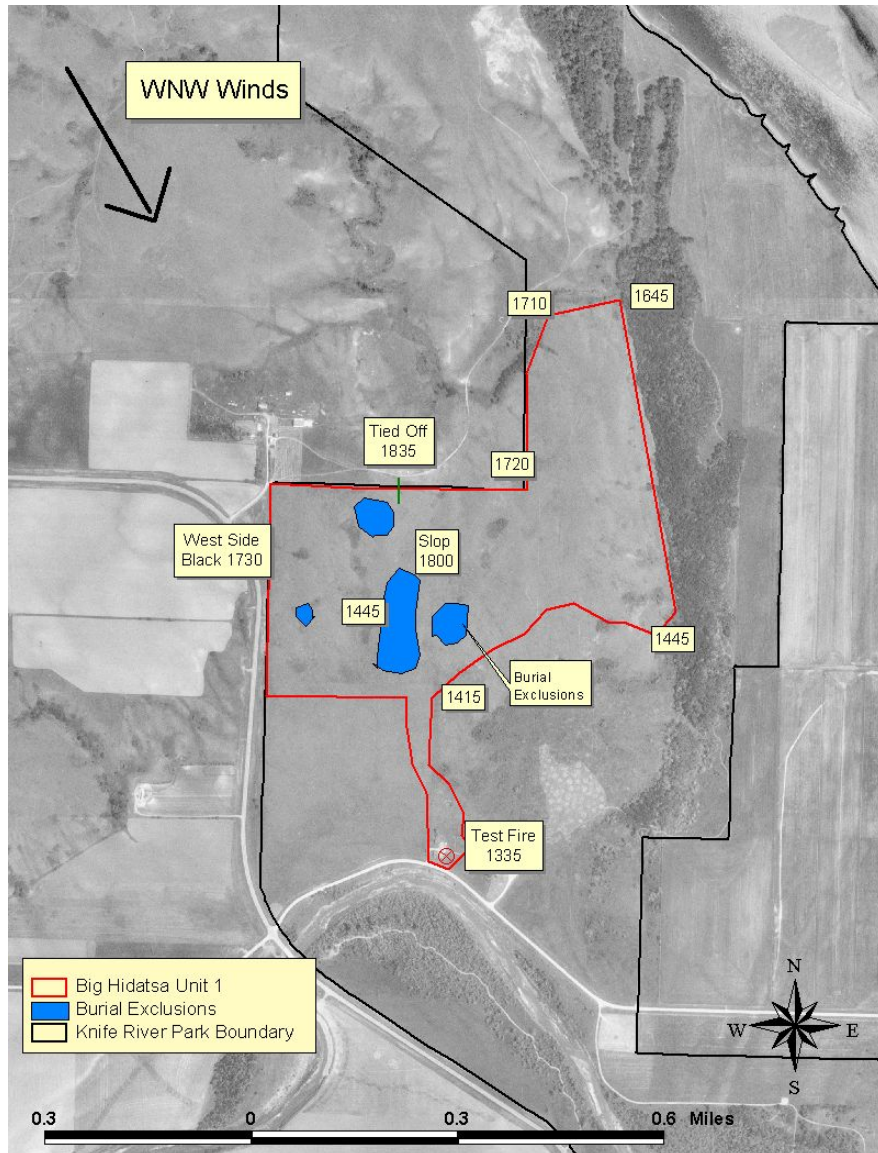 WNW Winds
1710
1645
Tied Off
1835
1720
West Side
Black 1730
Slop
1800
1445
1445
Burial
Exclusions
1415
Test Fire
1335
Big Hidatsa Unit 1
Burial Exclusions
Knife River Park Boundary
N
W
E
S
0.3
0
0.3
0.6 Miles